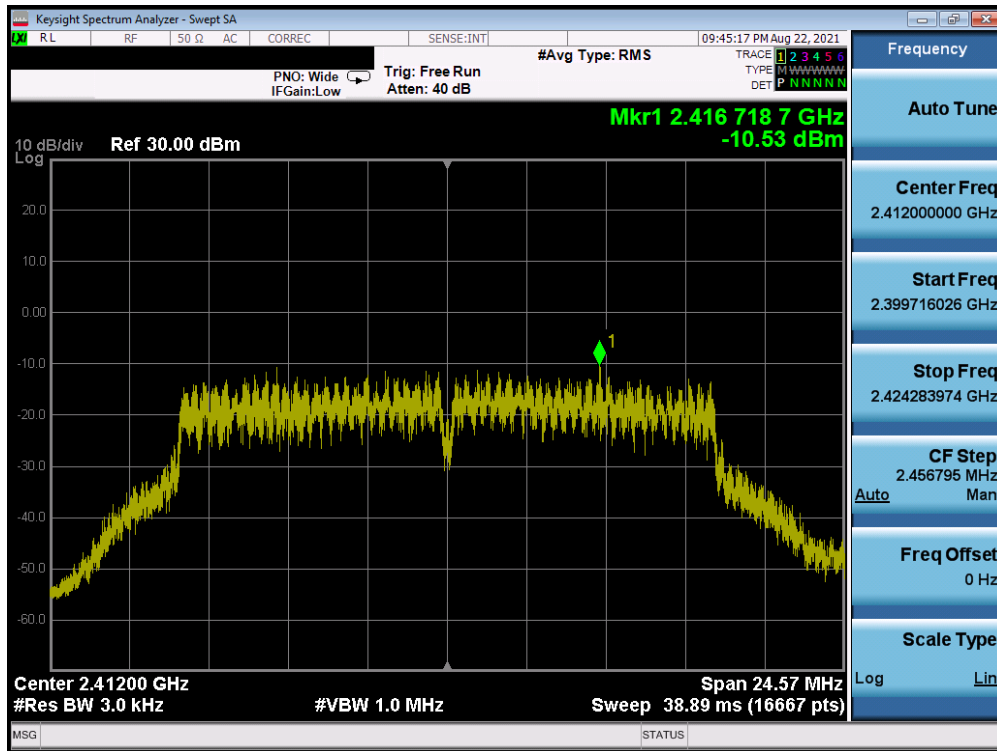 Keysight Spectrum Analyzer - Swept SA
LXI RL RF 50 Ω AC CORREC SENSE:INT 09:45:17 PM Aug 22, 2021
PNO: Wide
IFGain:Low
Trig: Free Run
Atten: 40 dB
#Avg Type: RMS
TRACE 1 2 3 4 5 6
TYPE M WWWWW
DET P N N N N N
Mkr1 2.416 718 7 GHz
-10.53 dBm
10 dB/div Ref 30.00 dBm
Log
20.0
10.0
0.00
-10.0
-20.0
-30.0
-40.0
-50.0
-60.0
1
Center 2.41200 GHz Span 24.57 MHz
#Res BW 3.0 kHz #VBW 1.0 MHz Sweep 38.89 ms (16667 pts)
MSG STATUS
Frequency
Auto Tune
Center Freq
2.412000000 GHz
Start Freq
2.399716026 GHz
Stop Freq
2.424283974 GHz
CF Step
2.456795 MHz
Auto Man
Freq Offset
0 Hz
Scale Type
Log Lin